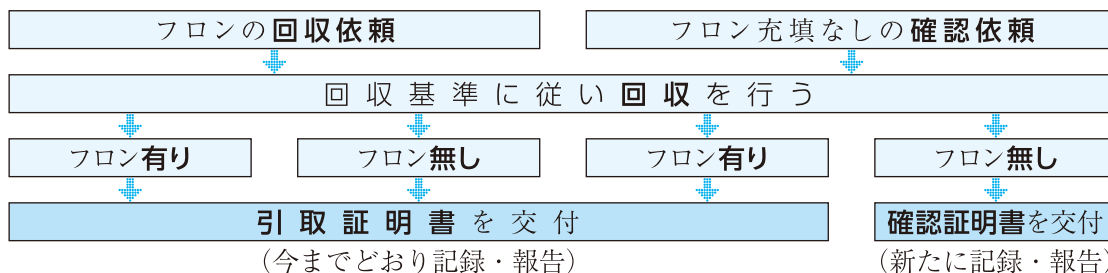 フロンの回収依頼
フロン充填なしの確認依頼
回収基準に従い回収を行う
フロン有り
フロン無し
フロン有り
フロン無し
引取証明書を交付
確認証明書を交付
（今までどおり記録・報告）
（新たに記録・報告）